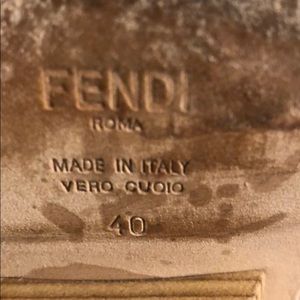 FENDI
ROMA
MADE IN ITALY
VERO CUOIO
40